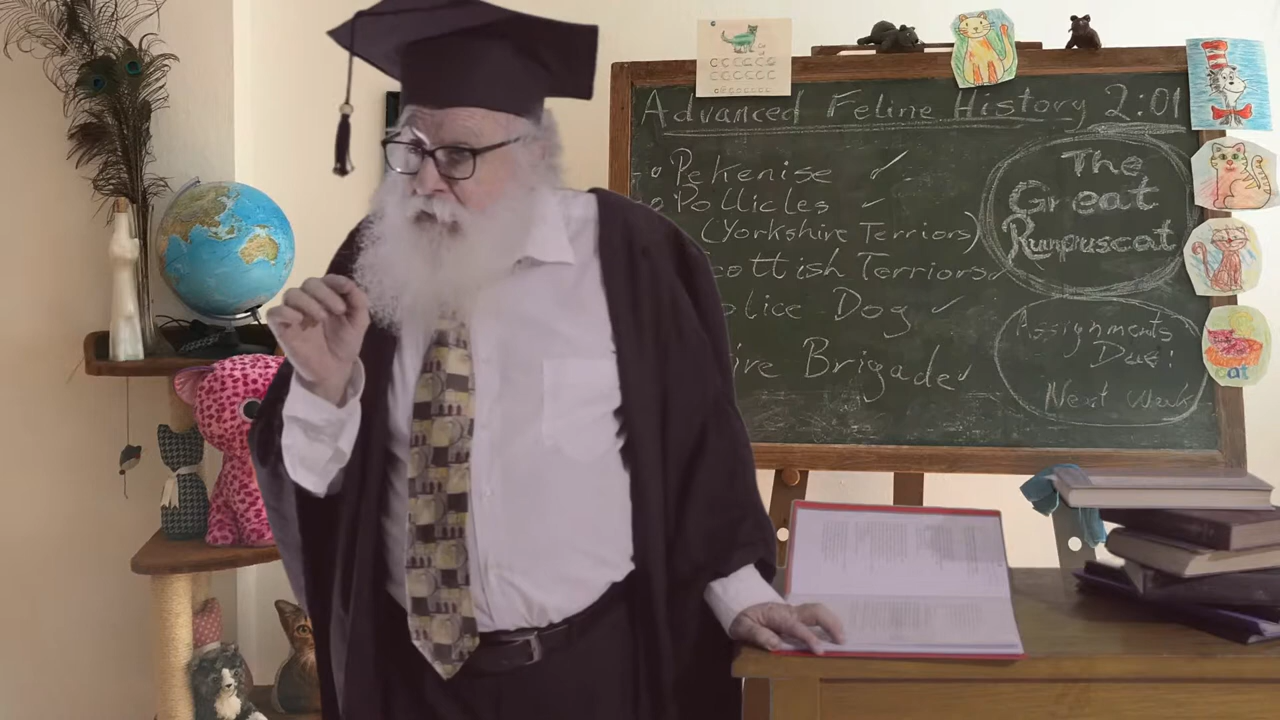 Advanced Feline History 2:01
Pekenise ✓
Pollicles ✓
(Yorkshire Terriors)
cottish Terriors
olice Dog ✓
ire Brigade ✓
The
Great
Rumpuscat
Assignments
Due:
Next Week
cat